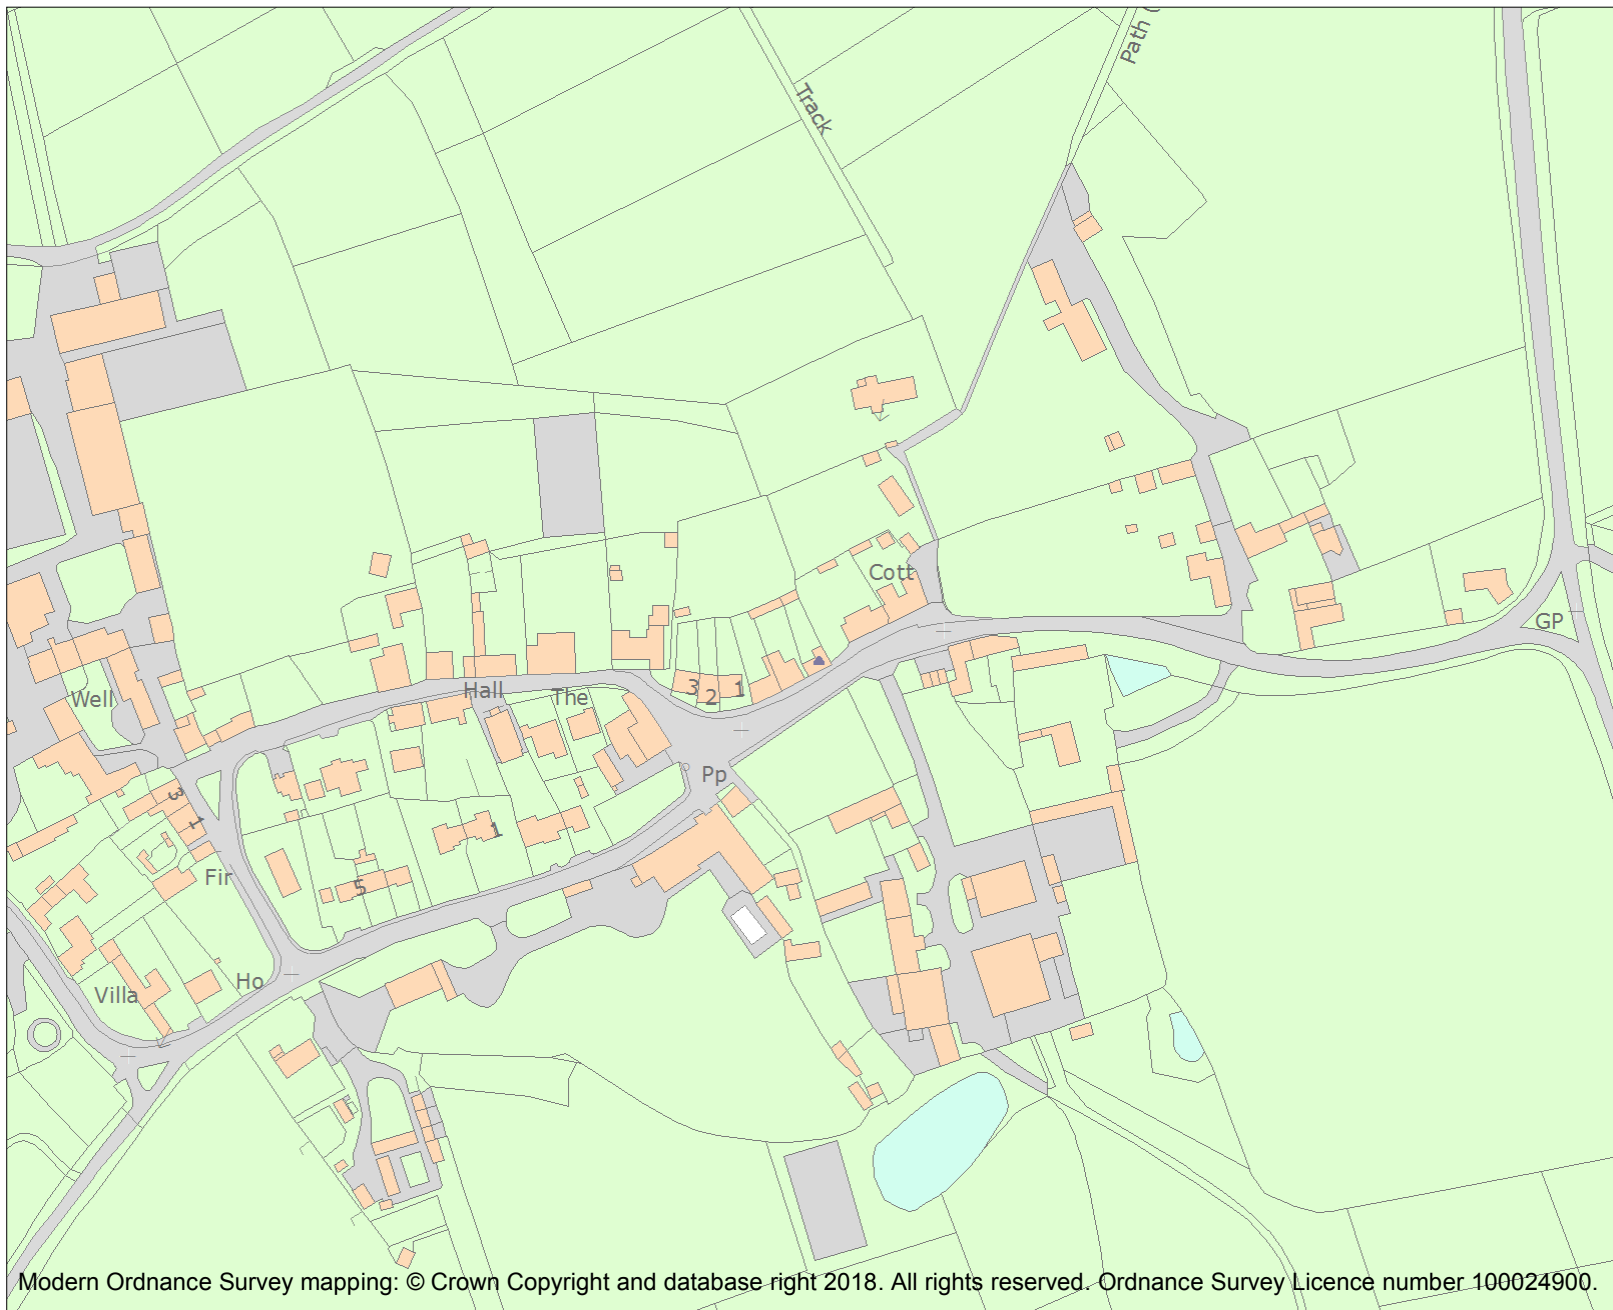 Path (
Track
Cott
GP
3
2
1
Hall
The
Well
Pp
3
1
1
5
Fir
Ho
Villa
Modern Ordnance Survey mapping: © Crown Copyright and database right 2018. All rights reserved. Ordnance Survey Licence number 100024900.